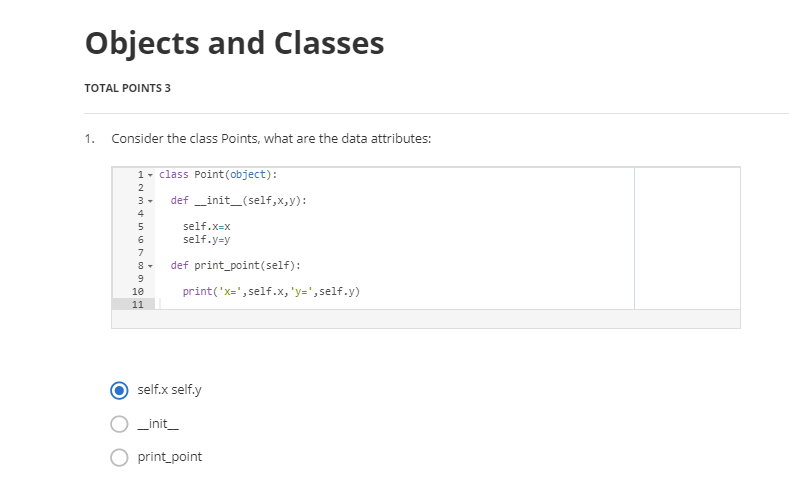 Objects and Classes
TOTAL POINTS 3
1. Consider the class Points, what are the data attributes:
1 class Point(object):
2
3 def __init__(self,x,y):
4
5 self.x=x
6 self.y=y
7
8 def print_point(self):
9
10 print('x=',self.x,'y=',self.y)
11
self.x self.y
__init__
print_point